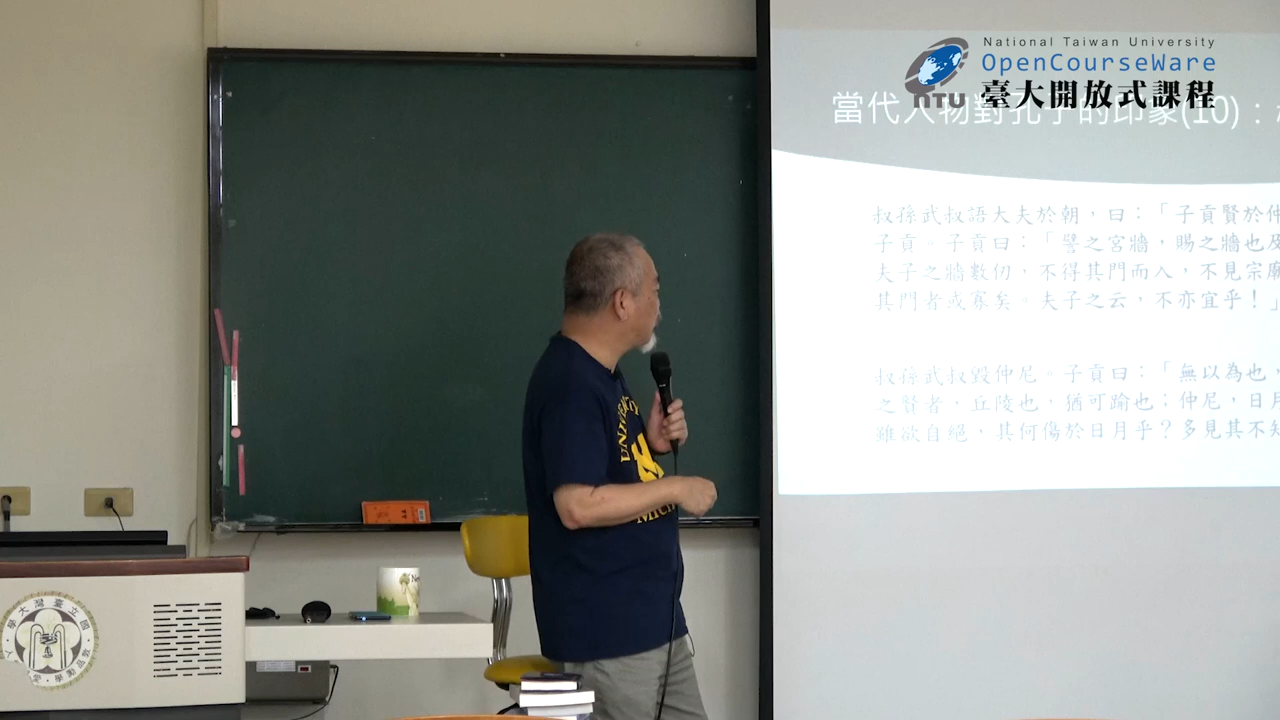 National Taiwan University
OpenCourseWare
臺大開放式課程
NTU
當代人物對孔子的印象(10)：
叔孫武叔語大夫於朝，曰：「子貢賢於仲
子貢。子貢曰：「譬之宮牆，賜之牆也及
夫子之牆數仞，不得其門而入，不見宗廟
其門者或寡矣。夫子之云，不亦宜乎！」
叔孫武叔毀仲尼。子貢曰：「無以為也，
之賢者，丘陵也，猶可踰也；仲尼，日月
雖欲自絕，其何傷於日月乎？多見其不知